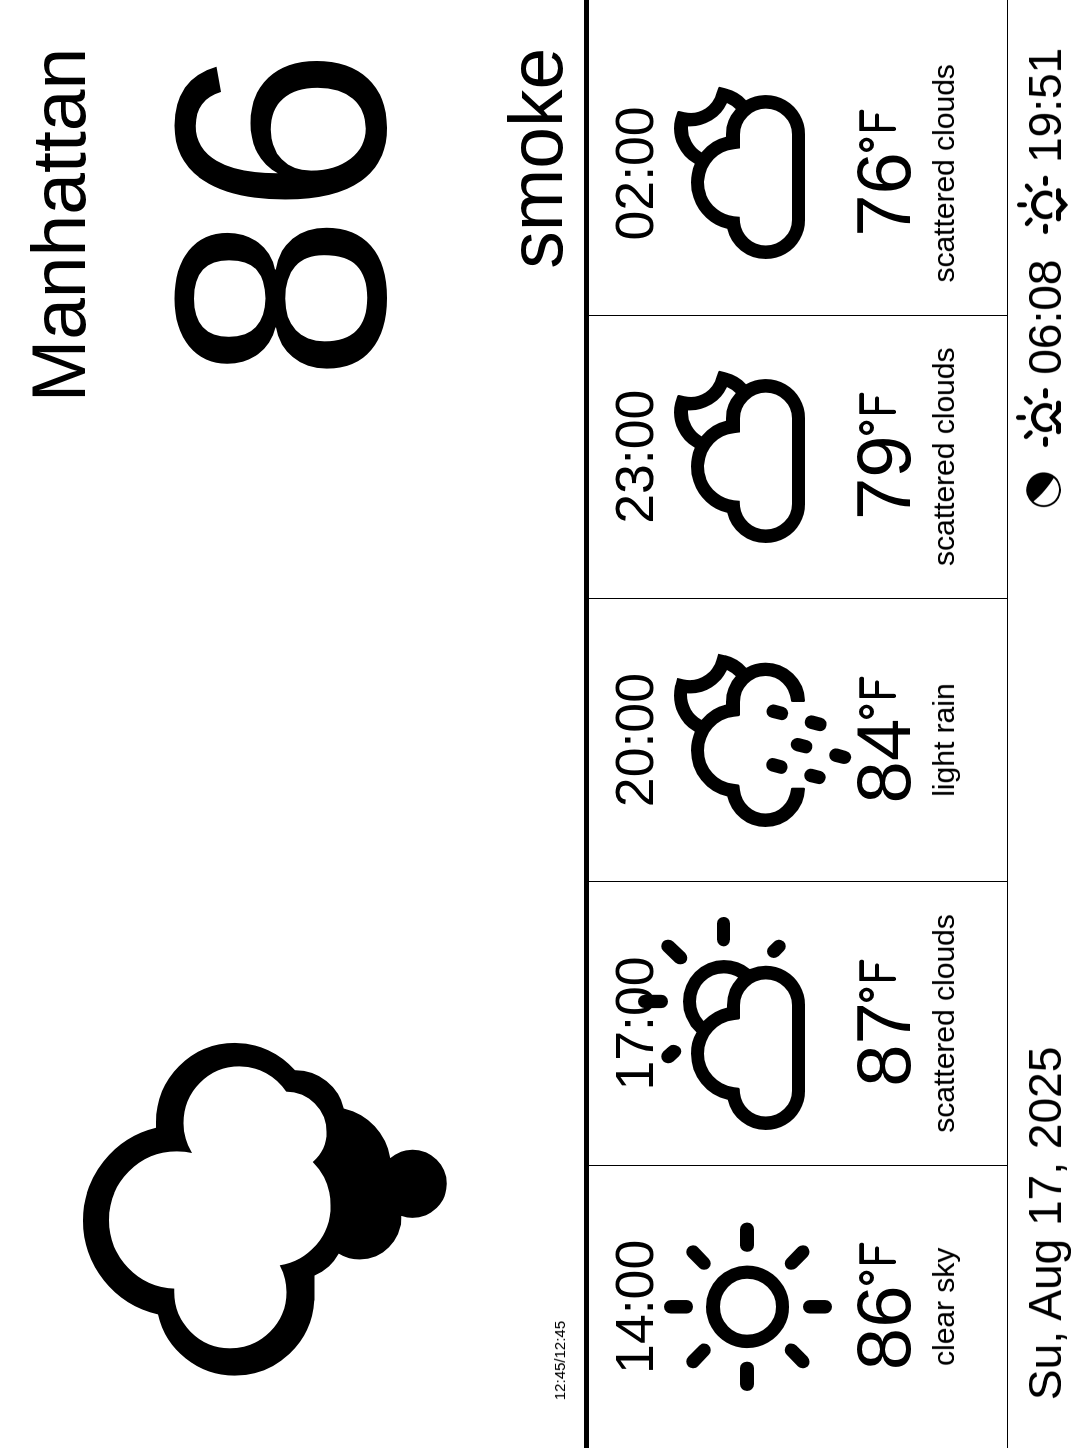 Manhattan
86
12:45/12:45 smoke
14:00 17:00 20:00 23:00 02:00
86°F 87°F 84°F 79°F 76°F
clear sky scattered clouds light rain scattered clouds scattered clouds
Su, Aug 17, 2025 06:08 19:51